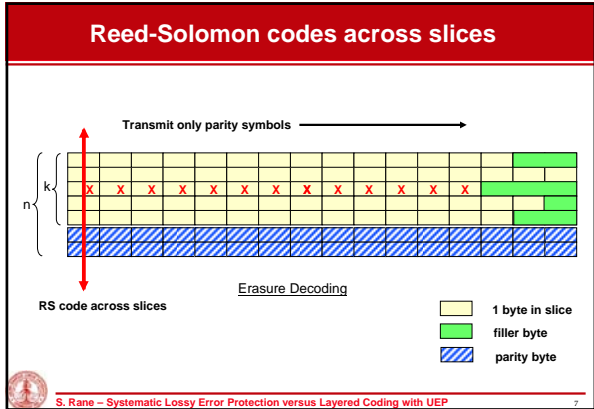 Reed-Solomon codes across slices
Transmit only parity symbols
n
k
X X X X X X X X X X X X X
RS code across slices
Erasure Decoding
1 byte in slice
filler byte
parity byte
S. Rane – Systematic Lossy Error Protection versus Layered Coding with UEP 7